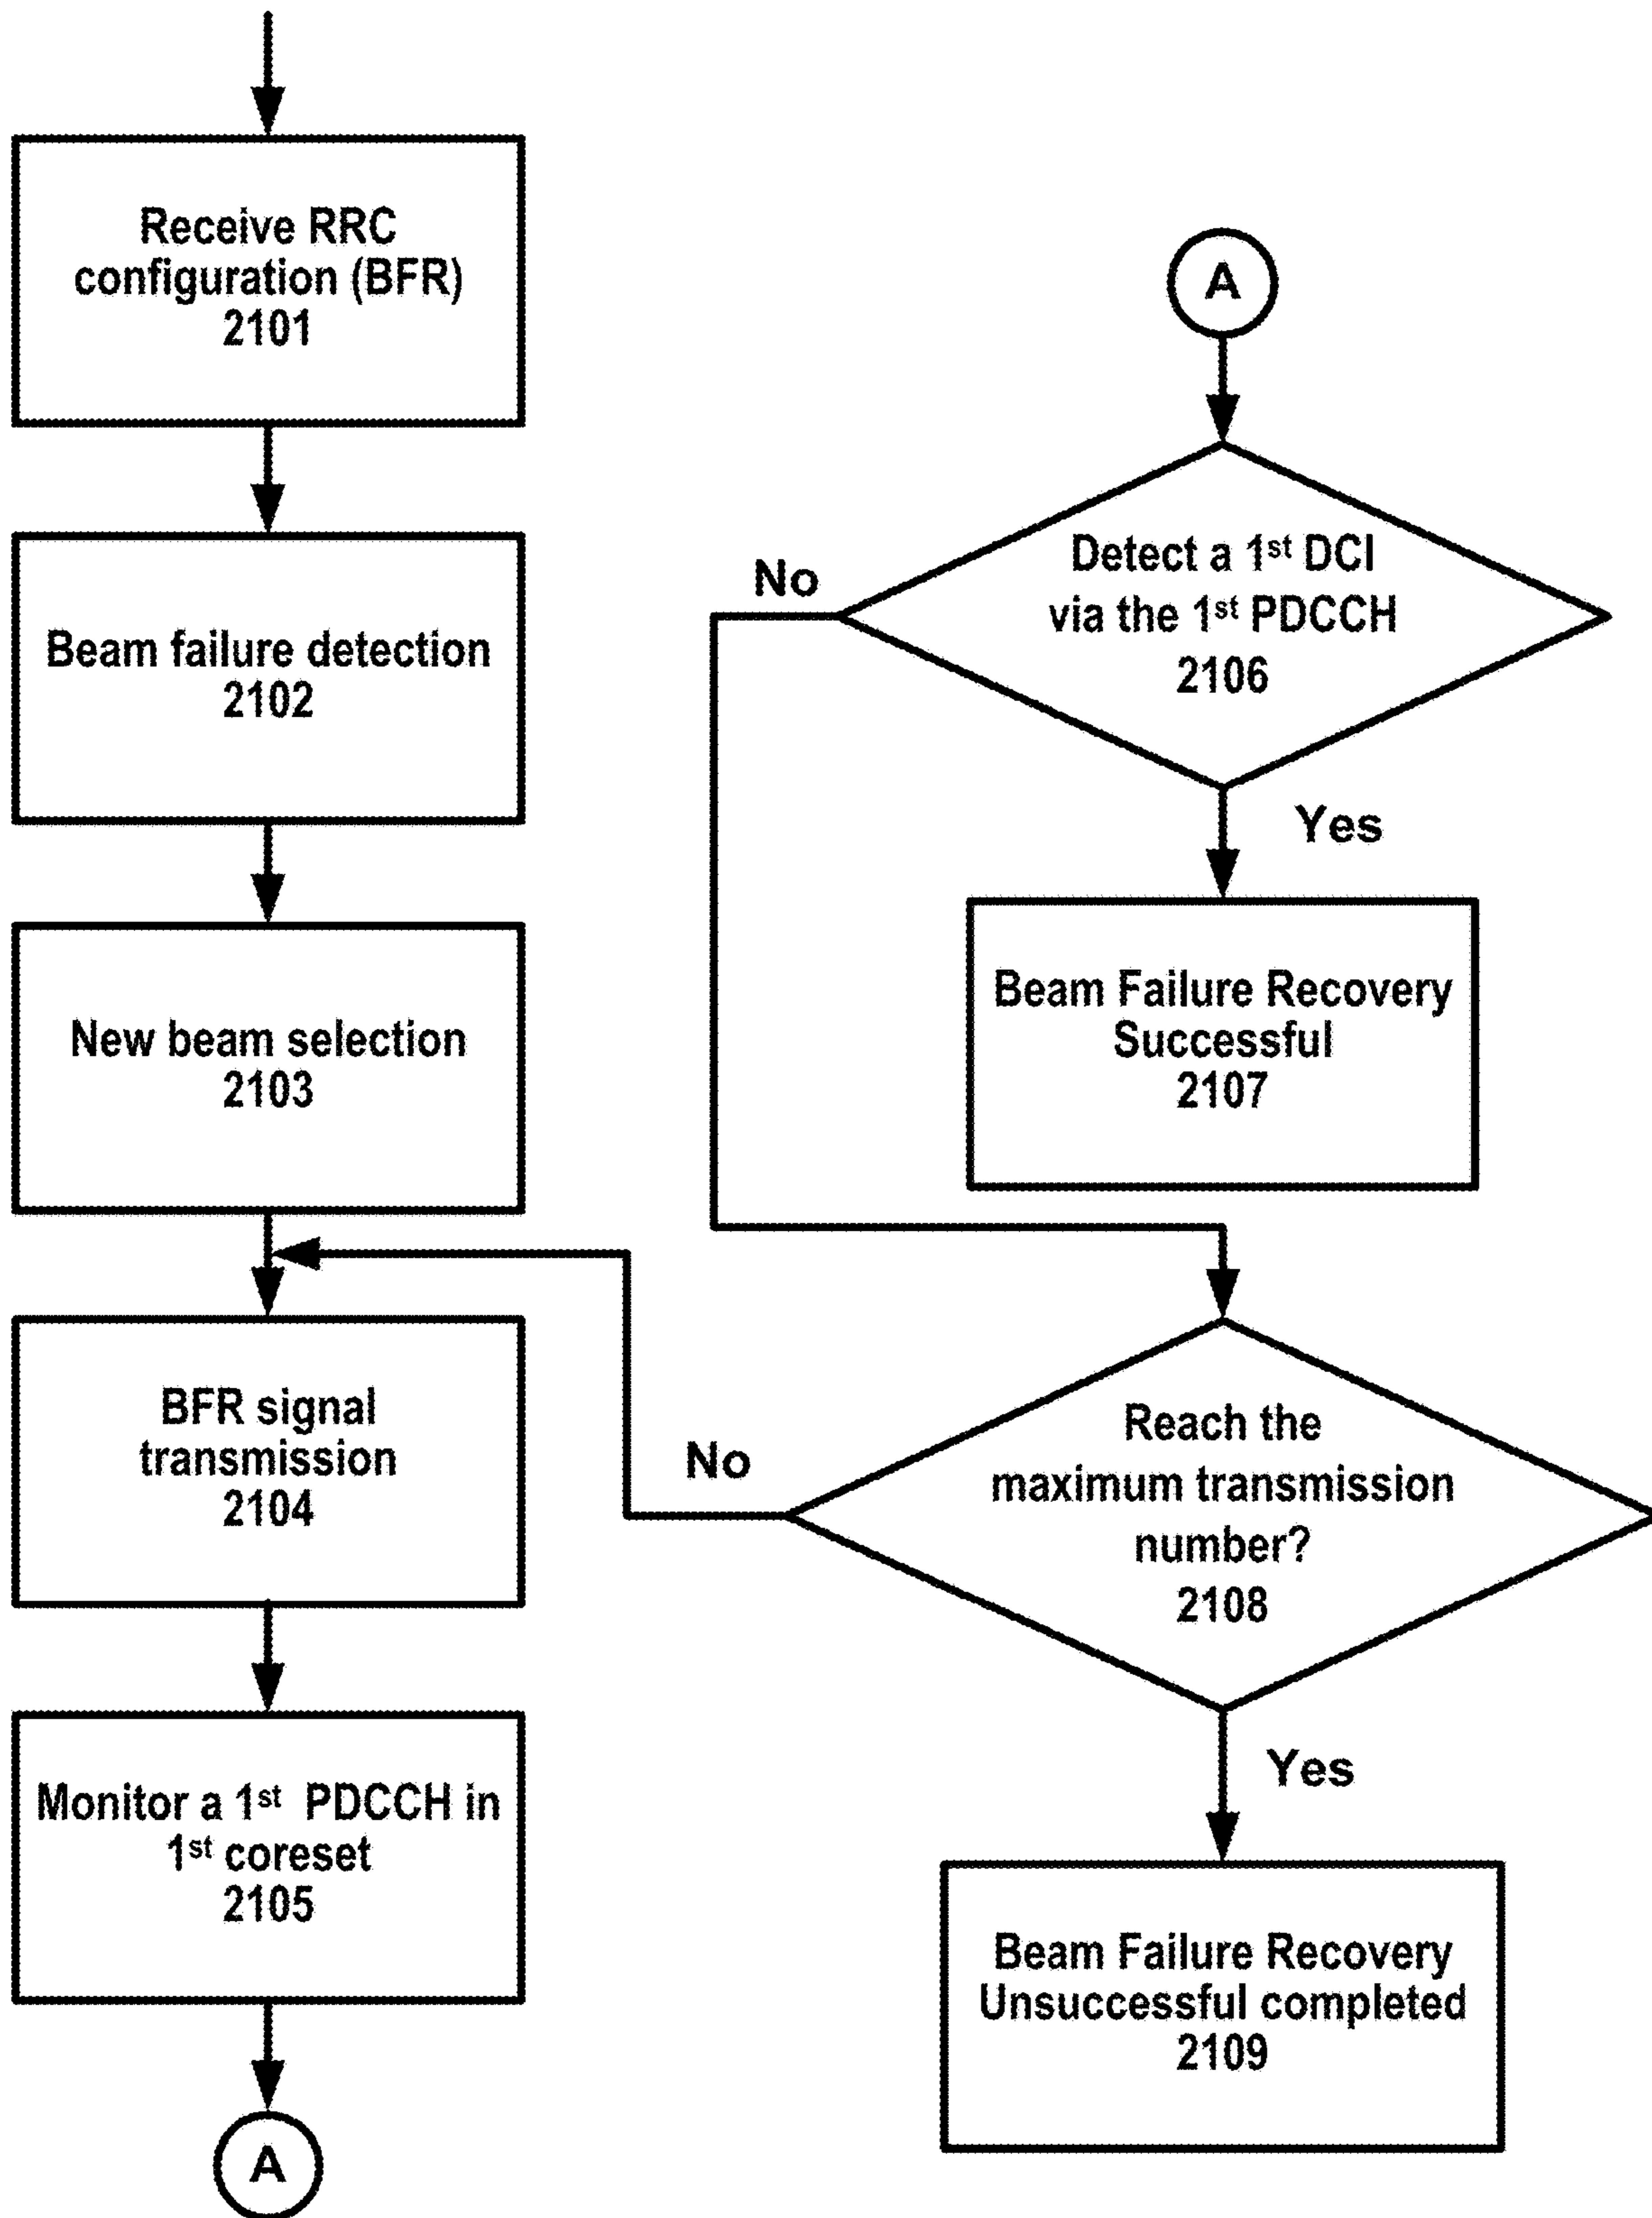 Receive RRC
configuration (BFR)
2101
Beam failure detection
2102
New beam selection
2103
BFR signal
transmission
2104
Monitor a 1st PDCCH in
1st coreset
2105
A
A
Detect a 1st DCI
via the 1st PDCCH
2106
No
Yes
Beam Failure Recovery
Successful
2107
Reach the
maximum transmission
number?
2108
No
Yes
Beam Failure Recovery
Unsuccessful completed
2109